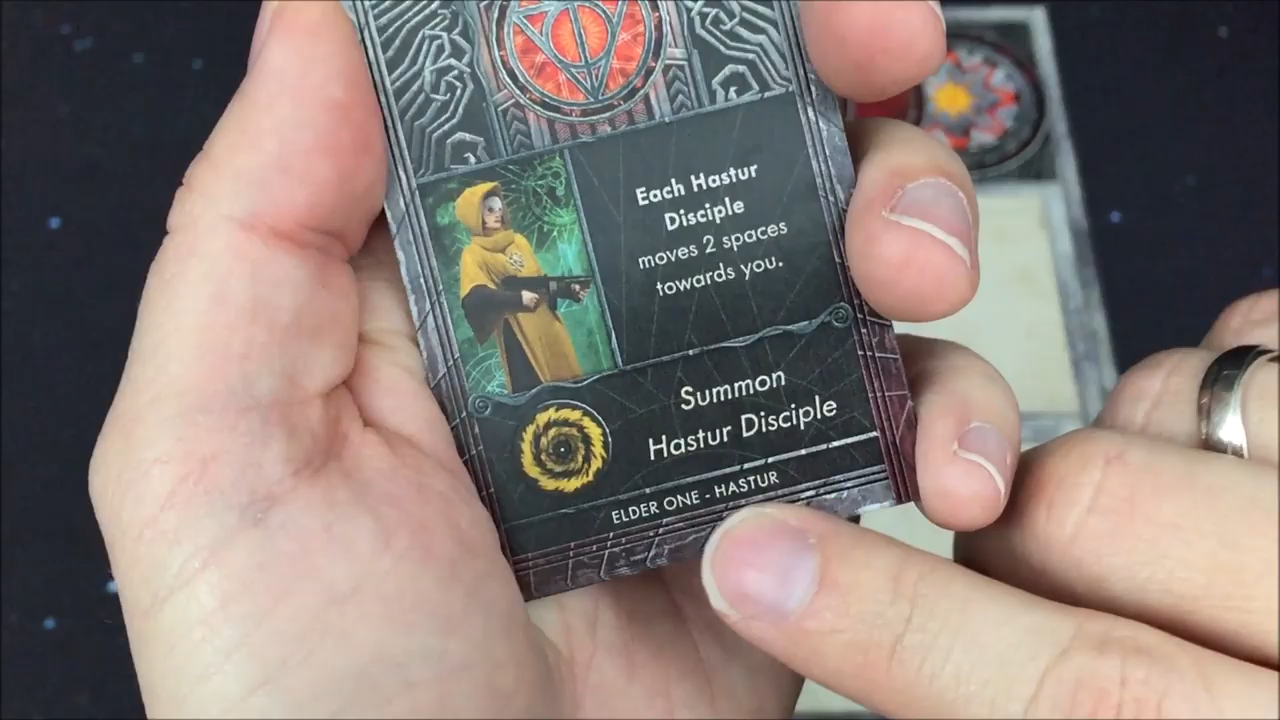 Each Hastur
Disciple
moves 2 spaces
towards you.
Summon
Hastur Disciple
ELDER ONE - HASTUR